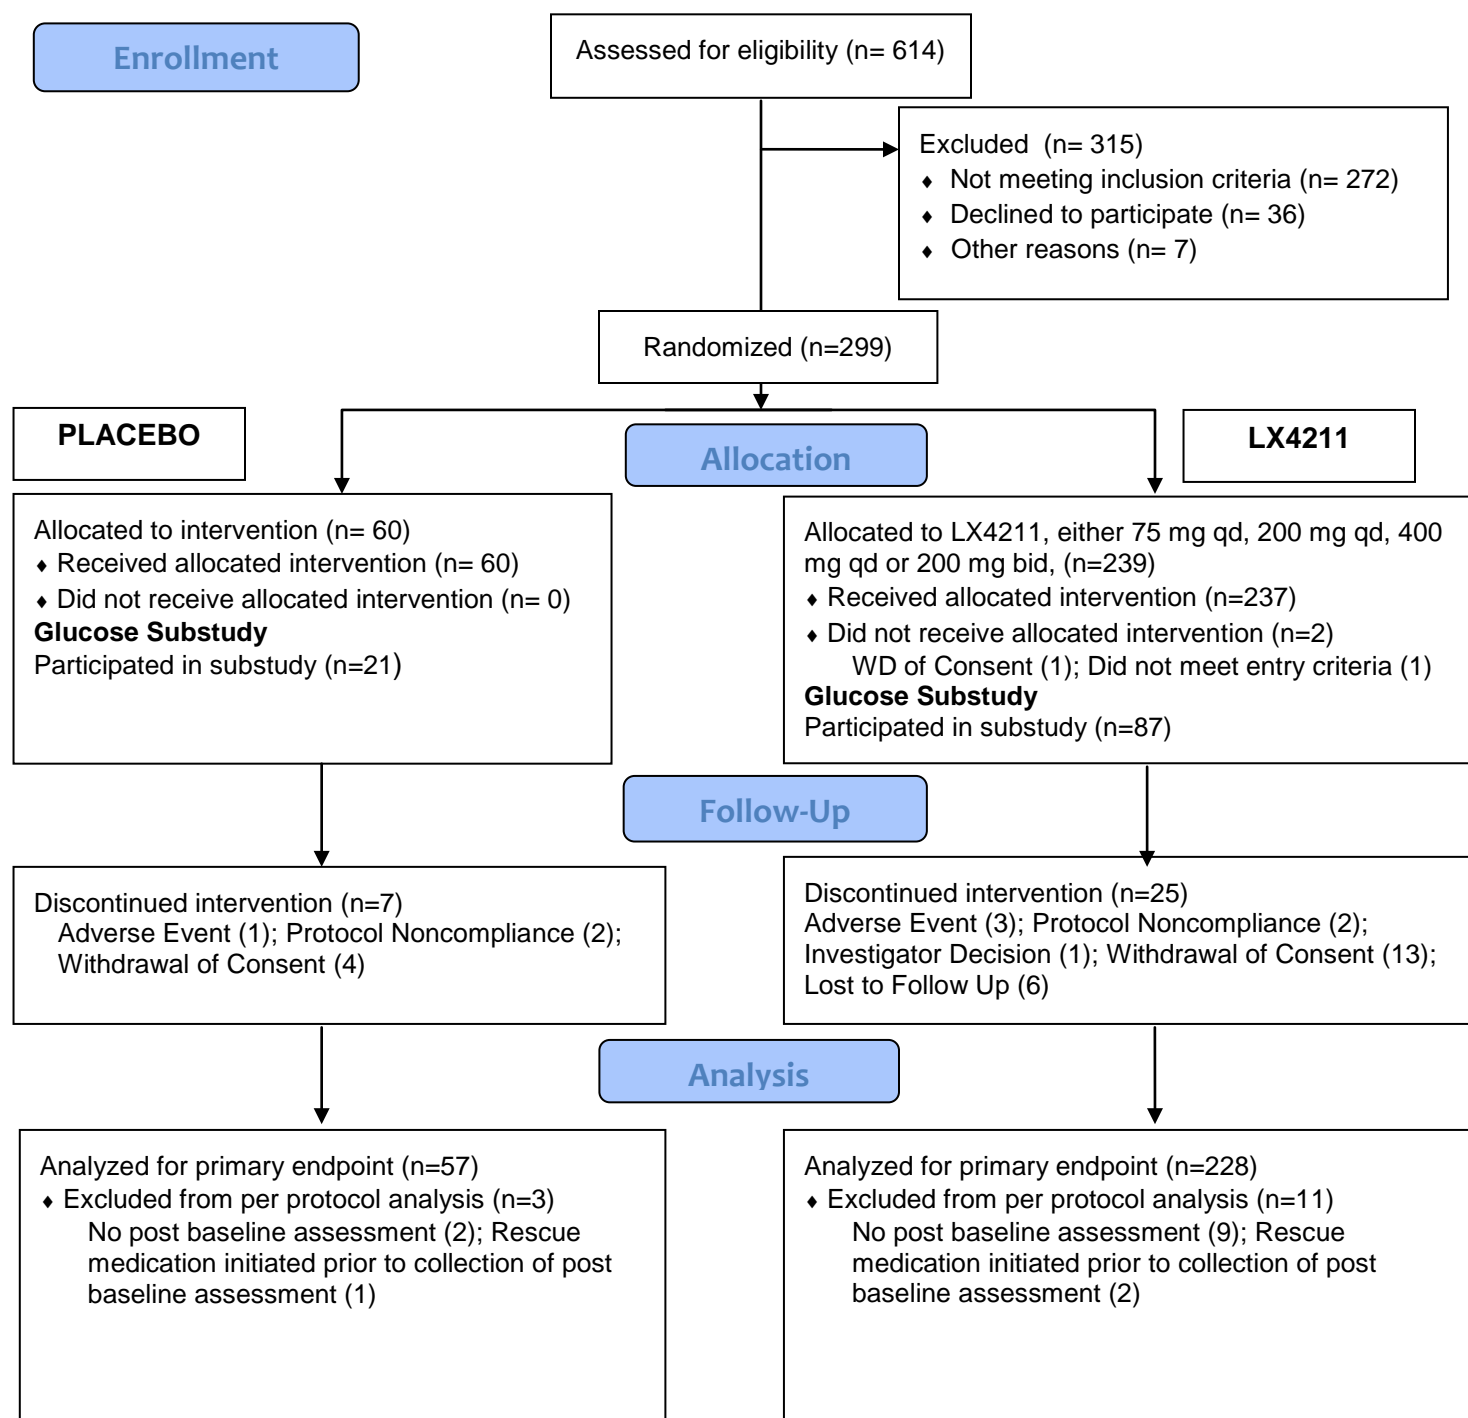 Enrollment
Assessed for eligibility (n= 614)
Excluded (n= 315)
♦ Not meeting inclusion criteria (n= 272)
♦ Declined to participate (n= 36)
♦ Other reasons (n= 7)
Randomized (n=299)
PLACEBO
LX4211
Allocation
Allocated to intervention (n= 60)
♦ Received allocated intervention (n= 60)
♦ Did not receive allocated intervention (n= 0)
Glucose Substudy
Participated in substudy (n=21)
Allocated to LX4211, either 75 mg qd, 200 mg qd, 400
mg qd or 200 mg bid, (n=239)
♦ Received allocated intervention (n=237)
♦ Did not receive allocated intervention (n=2)
WD of Consent (1); Did not meet entry criteria (1)
Glucose Substudy
Participated in substudy (n=87)
Follow-Up
Discontinued intervention (n=7)
Adverse Event (1); Protocol Noncompliance (2);
Withdrawal of Consent (4)
Discontinued intervention (n=25)
Adverse Event (3); Protocol Noncompliance (2);
Investigator Decision (1); Withdrawal of Consent (13);
Lost to Follow Up (6)
Analysis
Analyzed for primary endpoint (n=57)
♦ Excluded from per protocol analysis (n=3)
No post baseline assessment (2); Rescue
medication initiated prior to collection of post
baseline assessment (1)
Analyzed for primary endpoint (n=228)
♦ Excluded from per protocol analysis (n=11)
No post baseline assessment (9); Rescue
medication initiated prior to collection of post
baseline assessment (2)